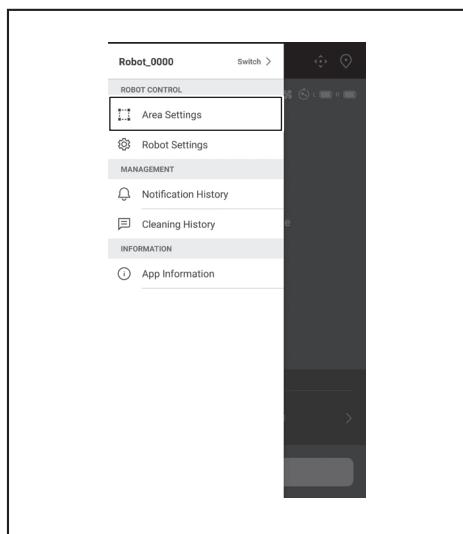 Robot_0000 Switch >
ROBOT CONTROL
Area Settings
Robot Settings
MANAGEMENT
Notification History
Cleaning History
INFORMATION
App Information
L R
e